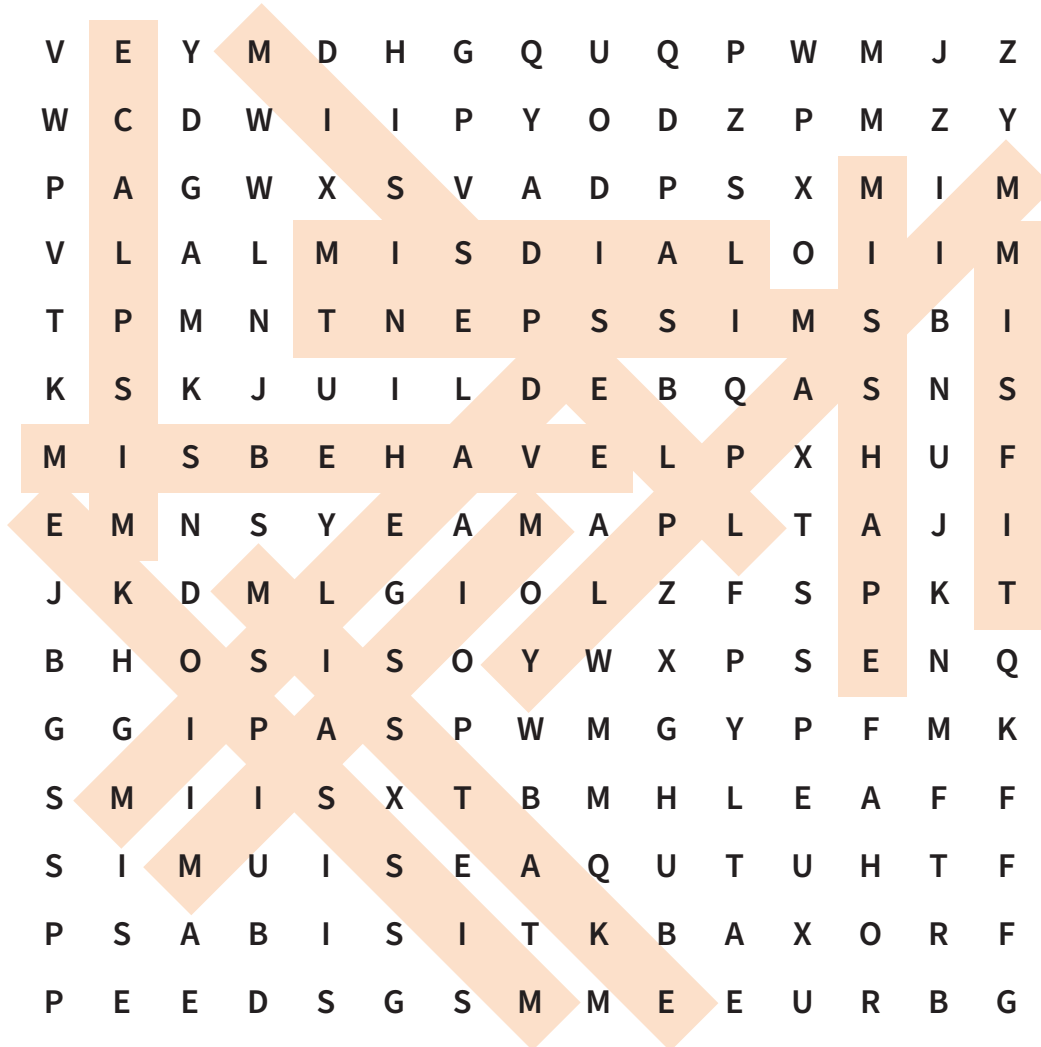 V E Y M D H G Q U Q P W M J Z
W C D W I I P Y O D Z P M Z Y
P A G W X S V A D P S X M I M
V L A L M I S D I A L O I I M
T P M N T N E P S S I M S B I
K S K J U I L D E B Q A S N S
M I S B E H A V E L P X H U F
E M N S Y E A M A P L T A J I
J K D M L G I O L Z F S P K T
B H O S I S O Y W X P S E N Q
G G I P A S P W M G Y P F M K
S M I I S X T B M H L E A F F
S I M U I S E A Q U T U H T F
P S A B I S I T K B A X O R F
P E E D S G S M M E E U R B G